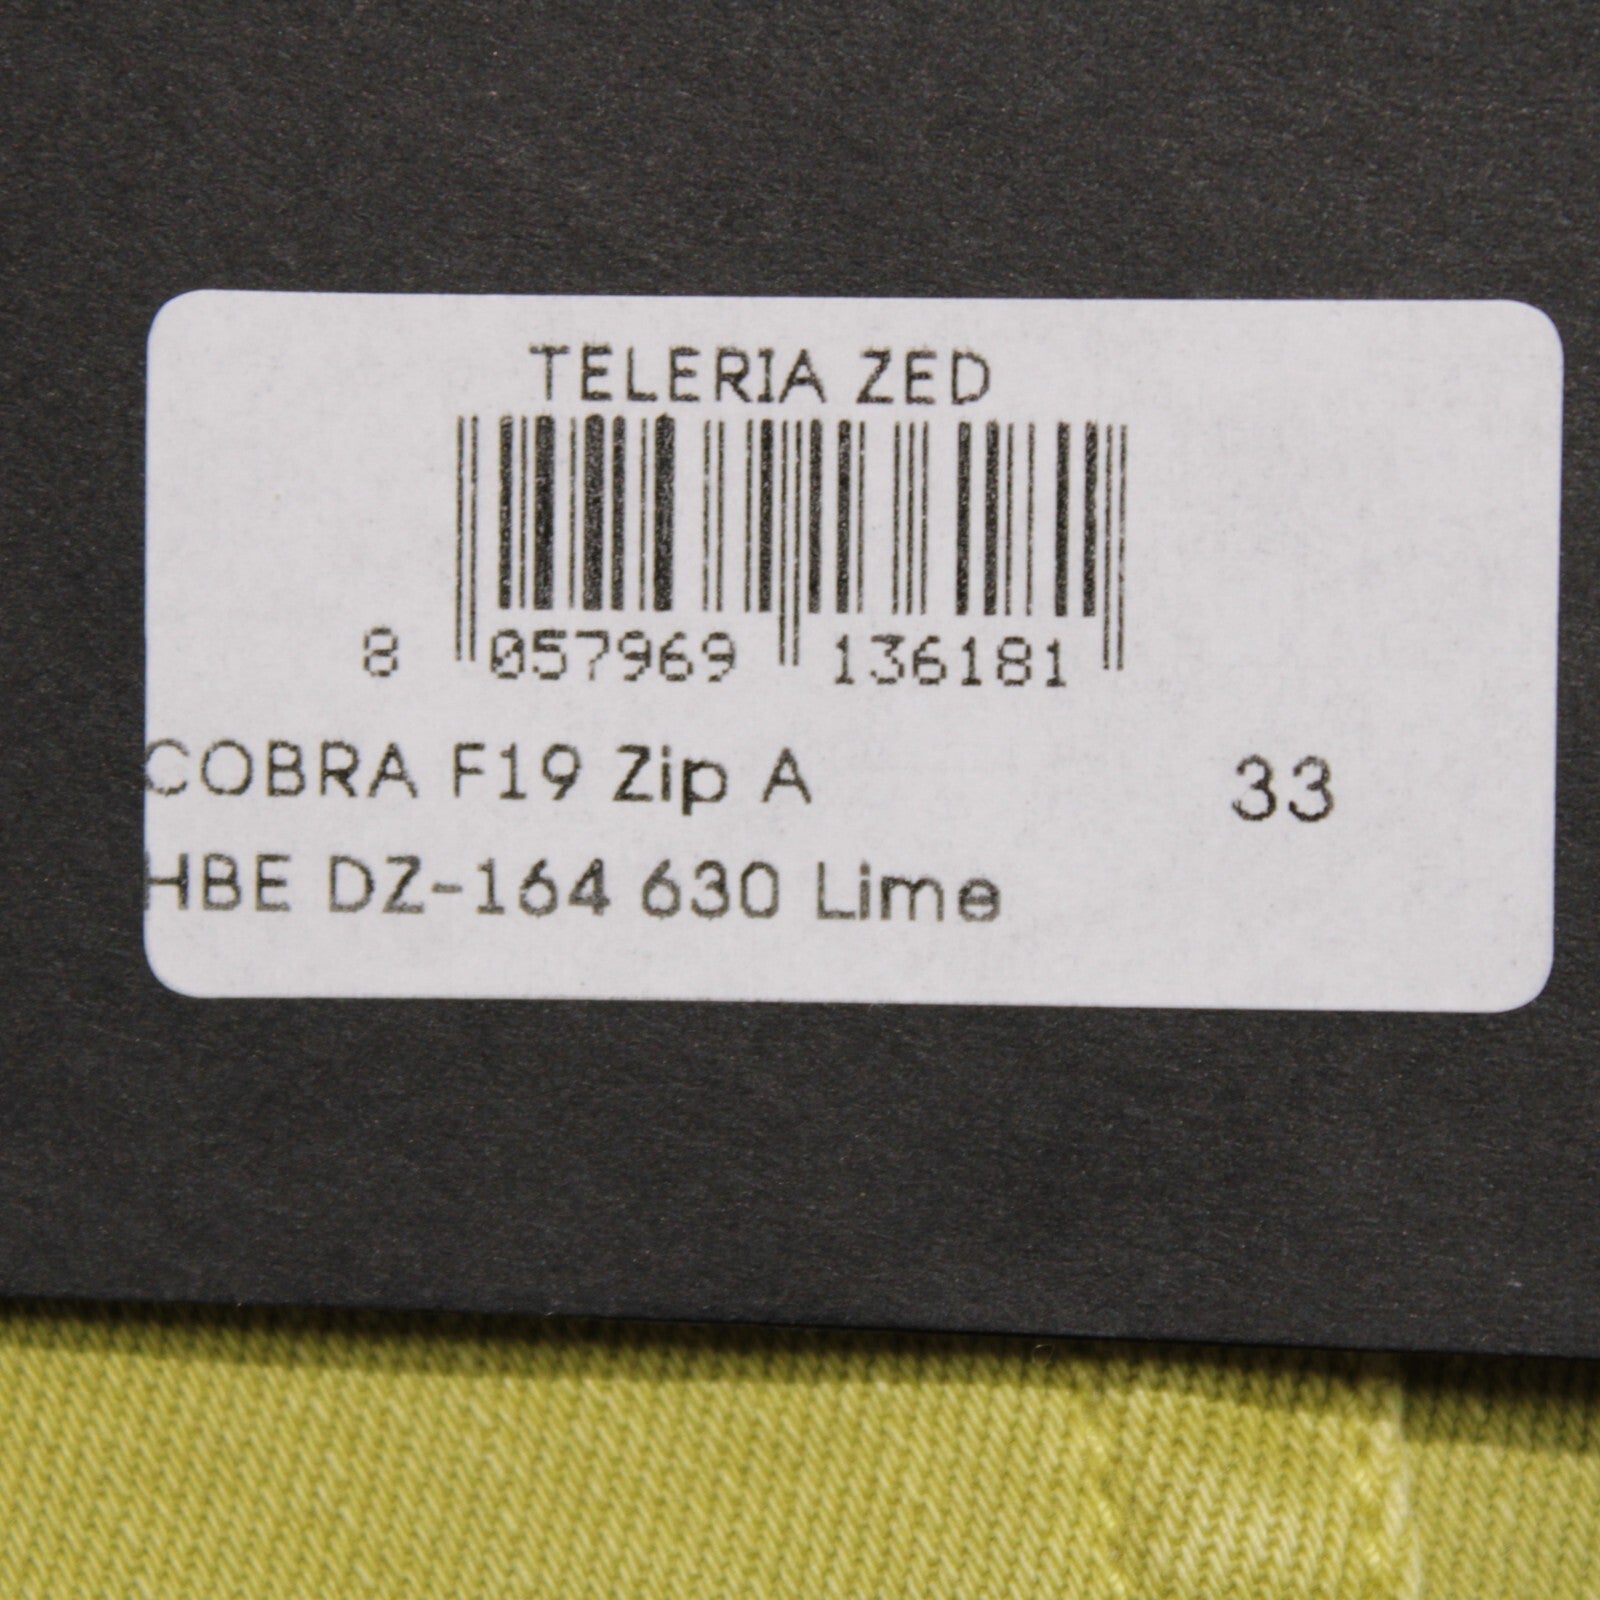 TELERIA ZED
8 057969 136181
COBRA F19 Zip A 33
HBE DZ-164 630 Lime